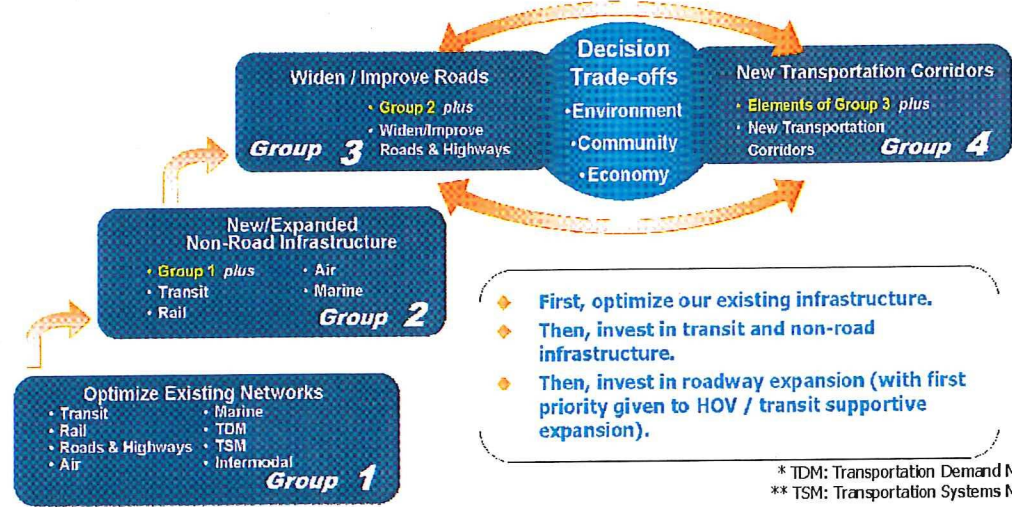 Widen / Improve Roads
• Group 2 plus
• Widen/Improve
Roads & Highways
Group 3
Decision
Trade-offs
•Environment
•Community
•Economy
New Transportation Corridors
• Elements of Group 3 plus
• New Transportation
Corridors
Group 4
New/Expanded
Non-Road Infrastructure
• Group 1 plus
• Transit
• Rail
• Air
• Marine
Group 2
Optimize Existing Networks
• Transit
• Rail
• Roads & Highways
• Air
• Marine
• TDM
• TSM
• Intermodal
Group 1
First, optimize our existing infrastructure.
Then, invest in transit and non-road
infrastructure.
Then, invest in roadway expansion (with first
priority given to HOV / transit supportive
expansion).
* TDM: Transportation Demand
** TSM: Transportation Systems